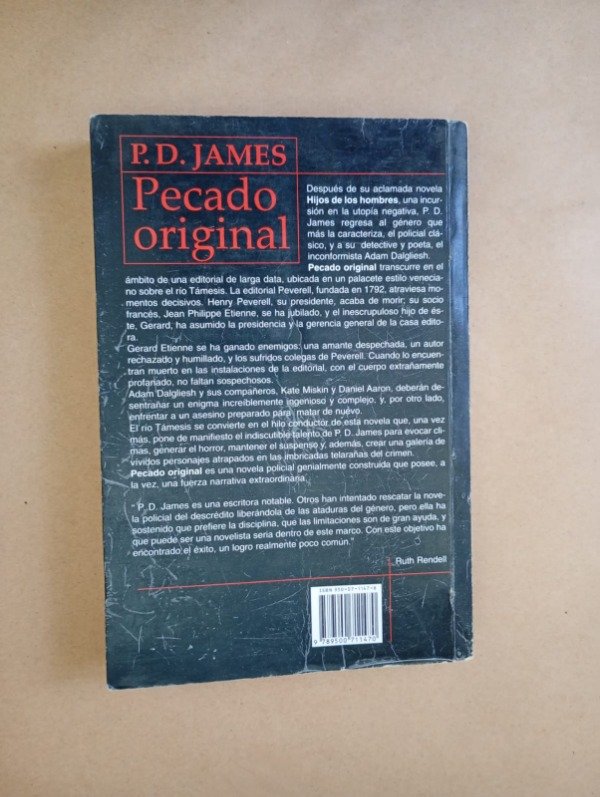 P. D. JAMES
Pecado
original
Después de su aclamada novela
Hijos de los hombres, una incur-
sión en la utopía negativa, P. D.
James regresa al género que
más la caracteriza, el policial clá-
sico, y a su detective y poeta, el
inconformista Adam Dalgliesh.
Pecado original transcurre en el
ámbito de una editorial de larga data, ubicada en un palacete estilo venecia-
no sobre el río Támesis. La editorial Peverell, fundada en 1792, atraviesa mo-
mentos decisivos. Henry Peverell, su presidente, acaba de morir; su socio
francés, Jean Philippe Etienne, se ha jubilado, y el inescrupuloso hijo de és-
te, Gerard, ha asumido la presidencia y la gerencia general de la casa edito-
ra.
Gerard Etienne se ha ganado enemigos: una amante despechada, un autor
rechazado y humillado, y los sufridos colegas de Peverell. Cuando lo encuen-
tran muerto en las instalaciones de la editorial, con el cuerpo extrañamente
profanado, no faltan sospechosos.
Adam Dalgliesh y sus compañeros, Kate Miskin y Daniel Aaron, deberán de-
sentrañar un enigma increíblemente ingenioso y complejo, y, por otro lado,
enfrentar a un asesino preparado para matar de nuevo.
El río Támesis se convierte en el hilo conductor de esta novela que, una vez
más, pone de manifiesto el indiscutible talento de P. D. James para evocar cli-
mas, generar el horror, mantener el suspenso y, además, crear una galería de
vívidos personajes atrapados en las imbricadas telarañas del crimen.
Pecado original es una novela policial genialmente construida que posee, a
la vez, una fuerza narrativa extraordinaria.
" P. D. James es una escritora notable. Otros han intentado rescatar la nove-
la policial del descrédito liberándola de las ataduras del género, pero ella ha
sostenido que prefiere la disciplina, que las limitaciones son de gran ayuda, y
que puede ser una novelista seria dentro de este marco. Con este objetivo ha
encontrado el éxito, un logro realmente poco común."
Ruth Rendell
ISBN 950-07-1147-8
9 789500 711470